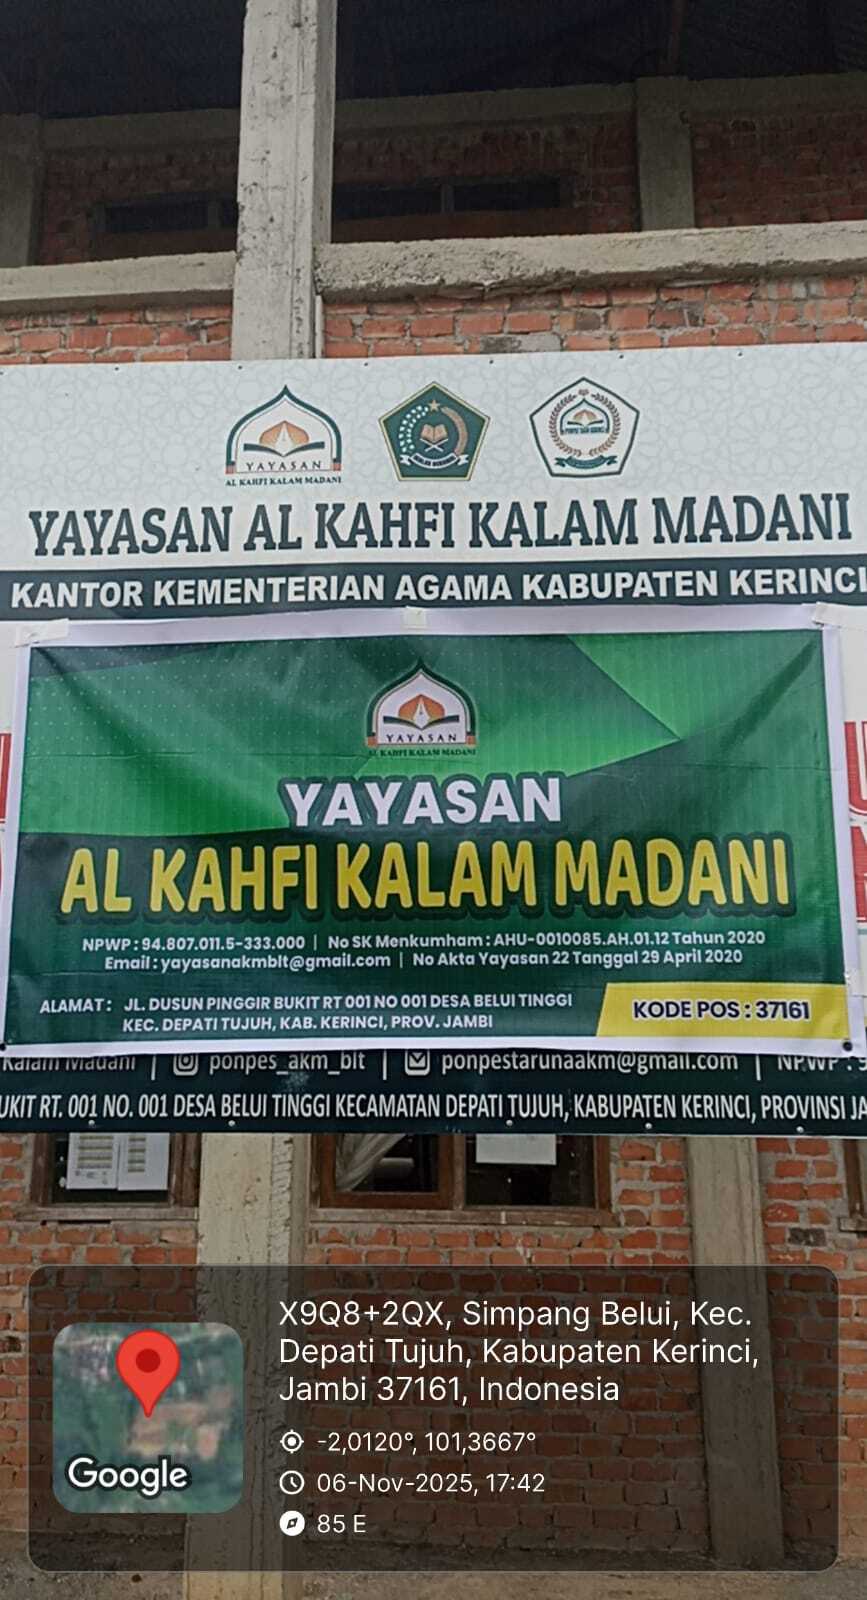 YAYASAN
AL KAHFI KALAM MADANI
IKHLAS BERAMAL
YAYASAN AL KAHFI KALAM MADANI
KANTOR KEMENTERIAN AGAMA KABUPATEN KERINCI
YAYASAN
AL KAHFI KALAM MADANI
YAYASAN
AL KAHFI KALAM MADANI
NPWP : 94.807.011.5-333.000 | No SK Menkumham : AHU-0010085.AH.01.12 Tahun 2020
Email : yayasanakmblt@gmail.com | No Akta Yayasan 22 Tanggal 29 April 2020
ALAMAT : JL. DUSUN PINGGIR BUKIT RT 001 NO 001 DESA BELUI TINGGI
KEC. DEPATI TUJUH, KAB. KERINCI, PROV. JAMBI
KODE POS : 37161
Kalam Madani | ponpes_akm_blt | ponpestarunaakm@gmail.com | NPWP : 9
UKIT RT. 001 NO. 001 DESA BELUI TINGGI KECAMATAN DEPATI TUJUH, KABUPATEN KERINCI, PROVINSI JA
X9Q8+2QX, Simpang Belui, Kec.
Depati Tujuh, Kabupaten Kerinci,
Jambi 37161, Indonesia
-2,0120°, 101,3667°
06-Nov-2025, 17:42
85 E
Google